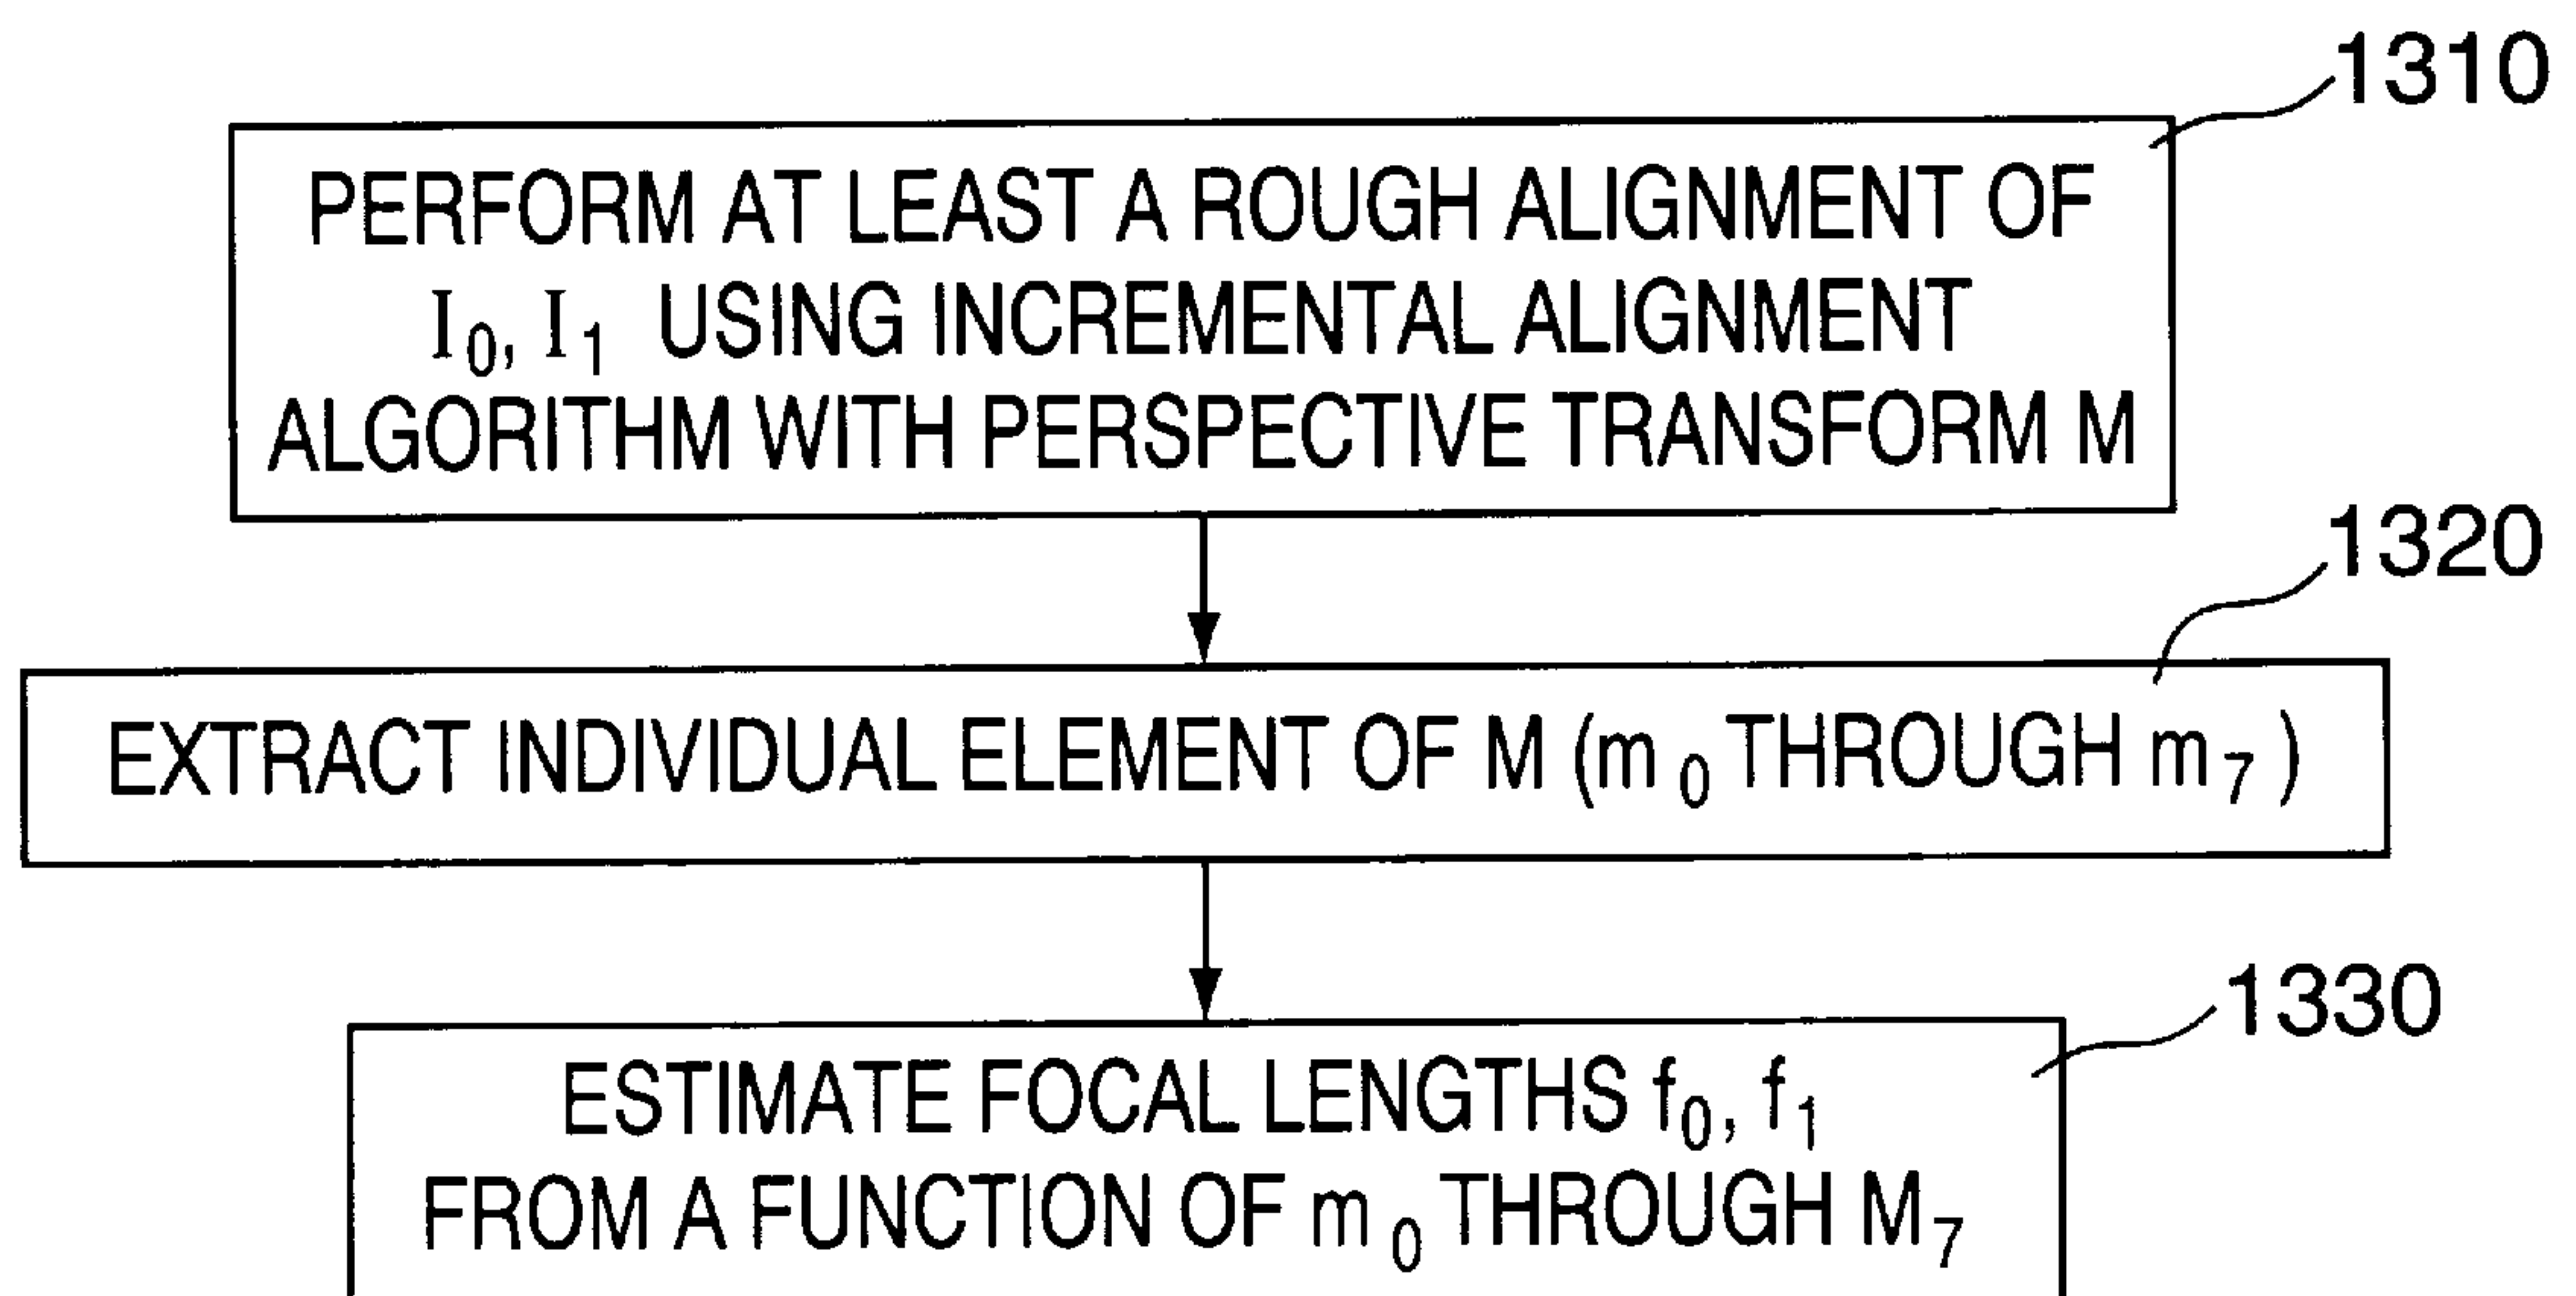 1310
PERFORM AT LEAST A ROUGH ALIGNMENT OF
I₀, I₁ USING INCREMENTAL ALIGNMENT
ALGORITHM WITH PERSPECTIVE TRANSFORM M
1320
EXTRACT INDIVIDUAL ELEMENT OF M (m₀ THROUGH m₇)
1330
ESTIMATE FOCAL LENGTHS f₀, f₁
FROM A FUNCTION OF m₀ THROUGH M₇